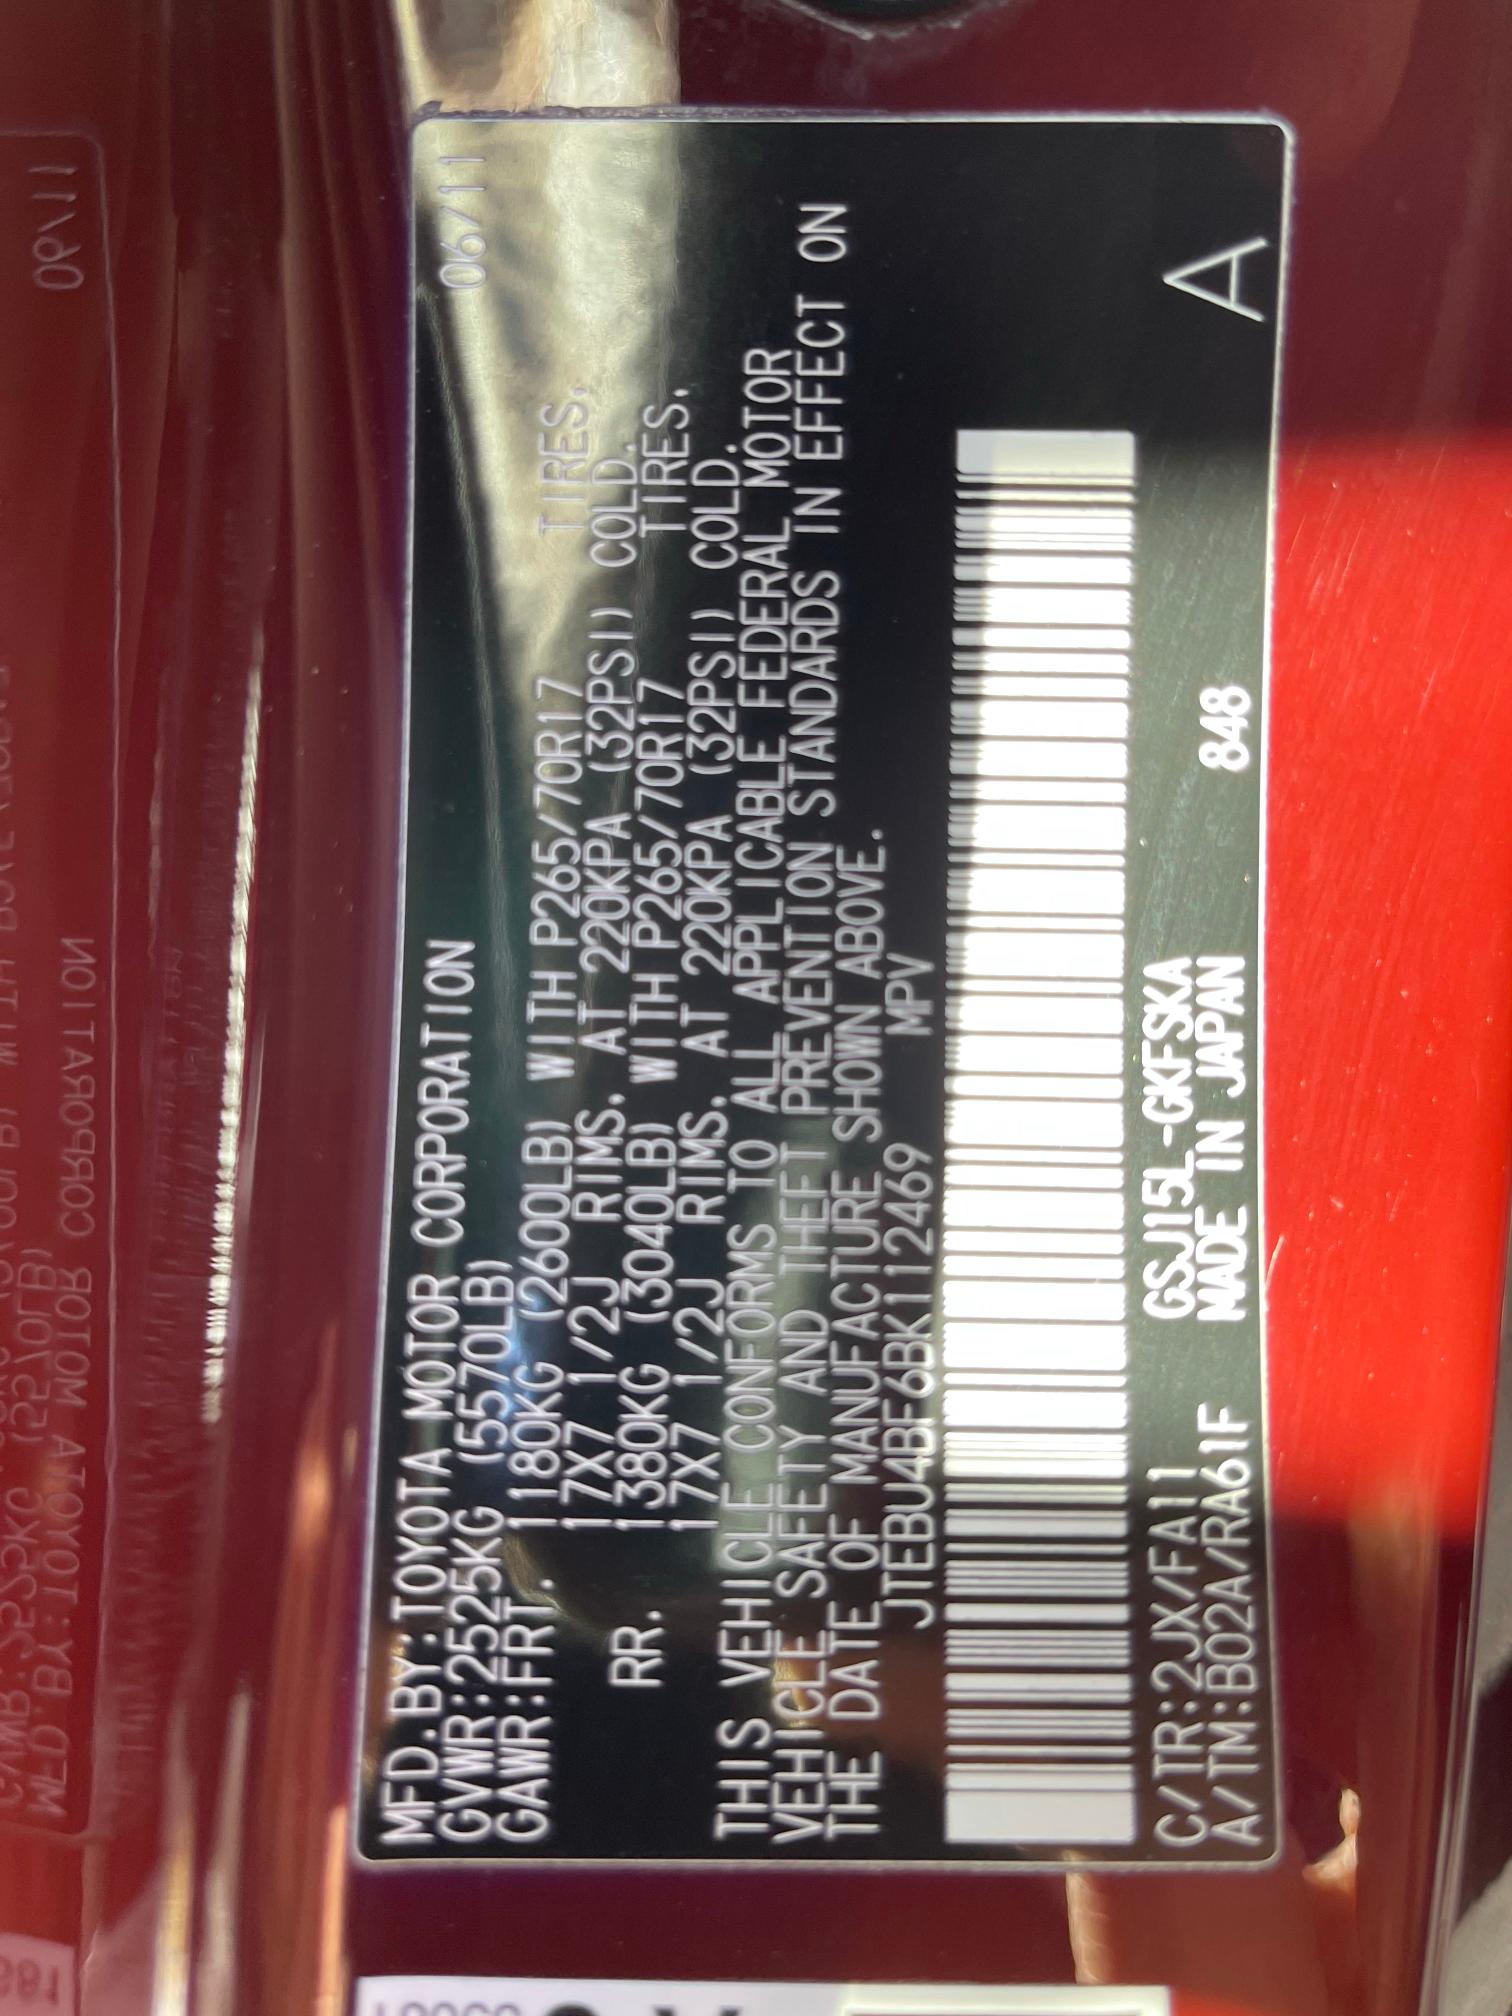 MFD.BY:TOYOTA MOTOR CORPORATION 06/11
GVWR:2525KG (5570LB)
GAWR:FRT. 1180KG (2600LB) WITH P265/70R17 TIRES,
17X7 1/2J RIMS. AT 220KPA (32PSI) COLD.
RR. 1380KG (3040LB) WITH P265/70R17 TIRES,
17X7 1/2J RIMS, AT 220KPA (32PSI) COLD.
THIS VEHICLE CONFORMS TO ALL APPLICABLE FEDERAL MOTOR
VEHICLE SAFETY AND THEFT PREVENTION STANDARDS IN EFFECT ON
THE DATE OF MANUFACTURE SHOWN ABOVE.
JTEBU4BF6BK112469 MPV
C/TR:2JX/FA11 GSJ15L-GKFSKA
A/TM:B02A/RA61F MADE IN JAPAN 848 A